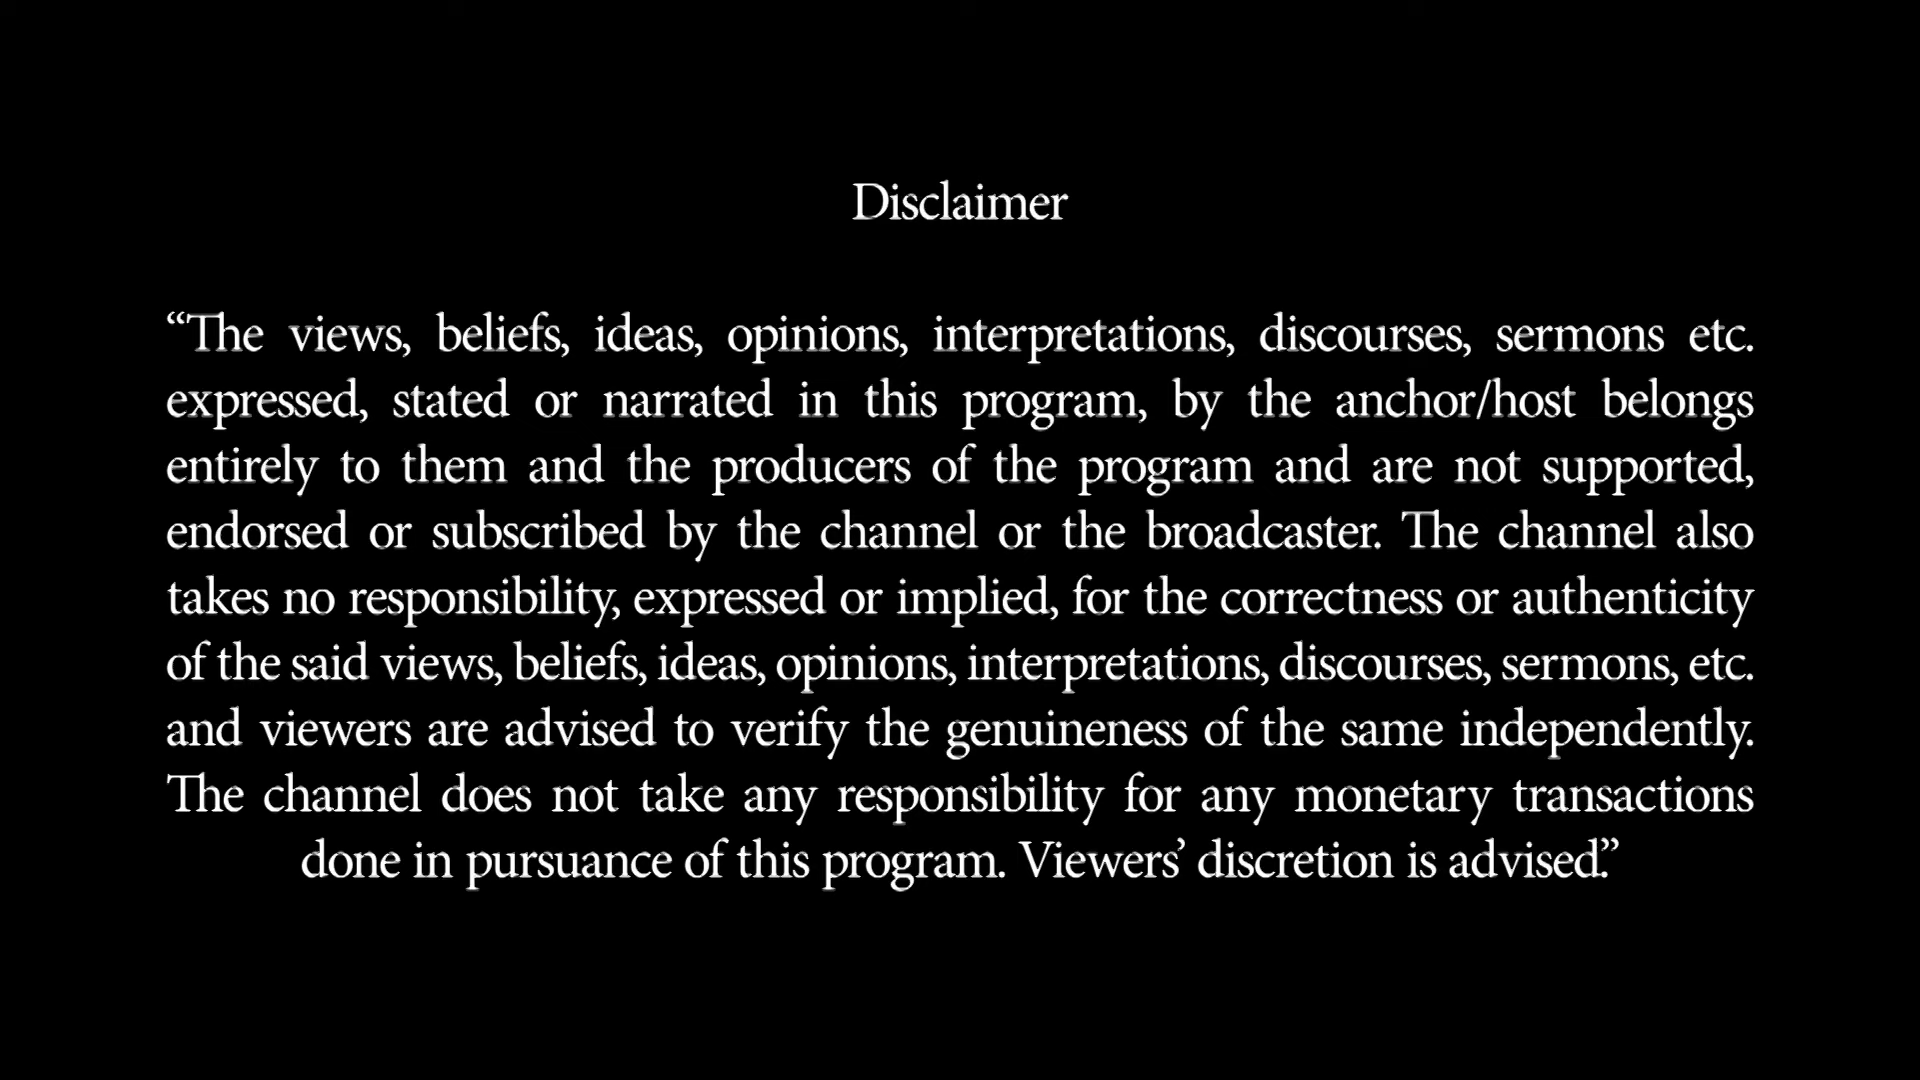 Disclaimer
“The views, beliefs, ideas, opinions, interpretations, discourses, sermons etc.
expressed, stated or narrated in this program, by the anchor/host belongs
entirely to them and the producers of the program and are not supported,
endorsed or subscribed by the channel or the broadcaster. The channel also
takes no responsibility, expressed or implied, for the correctness or authenticity
of the said views, beliefs, ideas, opinions, interpretations, discourses, sermons, etc.
and viewers are advised to verify the genuineness of the same independently.
The channel does not take any responsibility for any monetary transactions
done in pursuance of this program. Viewers’ discretion is advised.”